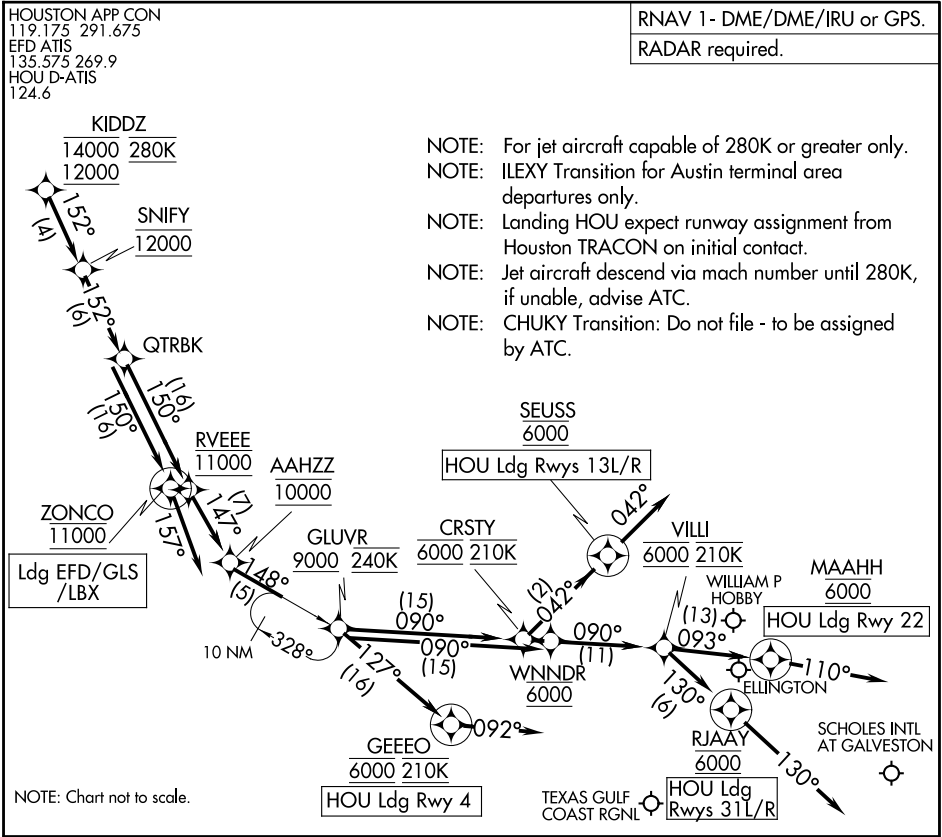 HOUSTON APP CON
119.175 291.675
EFD ATIS
135.575 269.9
HOU D-ATIS
124.6
RNAV 1- DME/DME/IRU or GPS.
RADAR required.
NOTE: For jet aircraft capable of 280K or greater only.
NOTE: ILEXY Transition for Austin terminal area
departures only.
NOTE: Landing HOU expect runway assignment from
Houston TRACON on initial contact.
NOTE: Jet aircraft descend via mach number until 280K,
if unable, advise ATC.
NOTE: CHUKY Transition: Do not file - to be assigned
by ATC.
KIDDZ
14000 280K
12000
152°
(4)
SNIFY
12000
152°
(6)
QTRBK
150°
(16)
150°
(16)
RVEEE
11000
ZONCO
11000
Ldg EFD/GLS
/LBX
157°
147°
(7)
AAHZZ
10000
148°
(5)
10 NM
328°
GLUVR
9000 240K
(15)
090°
090°
(15)
127°
(16)
GEEEO
6000 210K
HOU Ldg Rwy 4
092°
CRSTY
6000 210K
(2)
042°
SEUSS
6000
HOU Ldg Rwys 13L/R
042°
WNNDR
6000
090°
(11)
VILLI
6000 210K
WILLIAM P
HOBBY
(13)
093°
MAAHH
6000
HOU Ldg Rwy 22
110°
ELLINGTON
130°
(6)
RJAAY
6000
HOU Ldg
Rwys 31L/R
130°
SCHOLES INTL
AT GALVESTON
TEXAS GULF
COAST RGNL
NOTE: Chart not to scale.